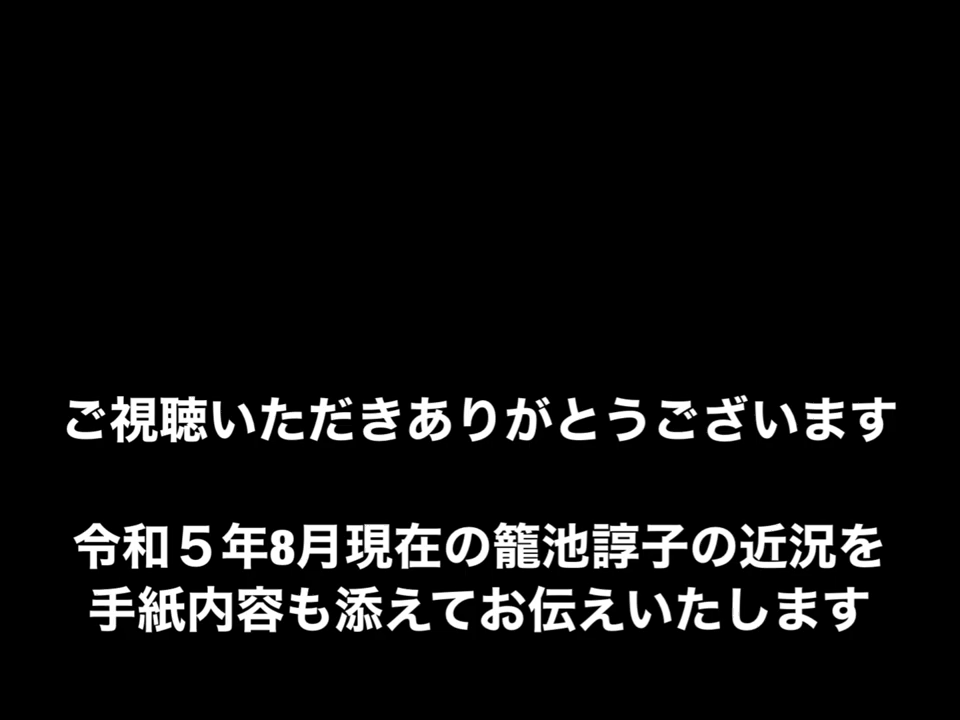 ご視聴いただきありがとうございます
令和５年8月現在の籠池諄子の近況を
手紙内容も添えてお伝えいたします